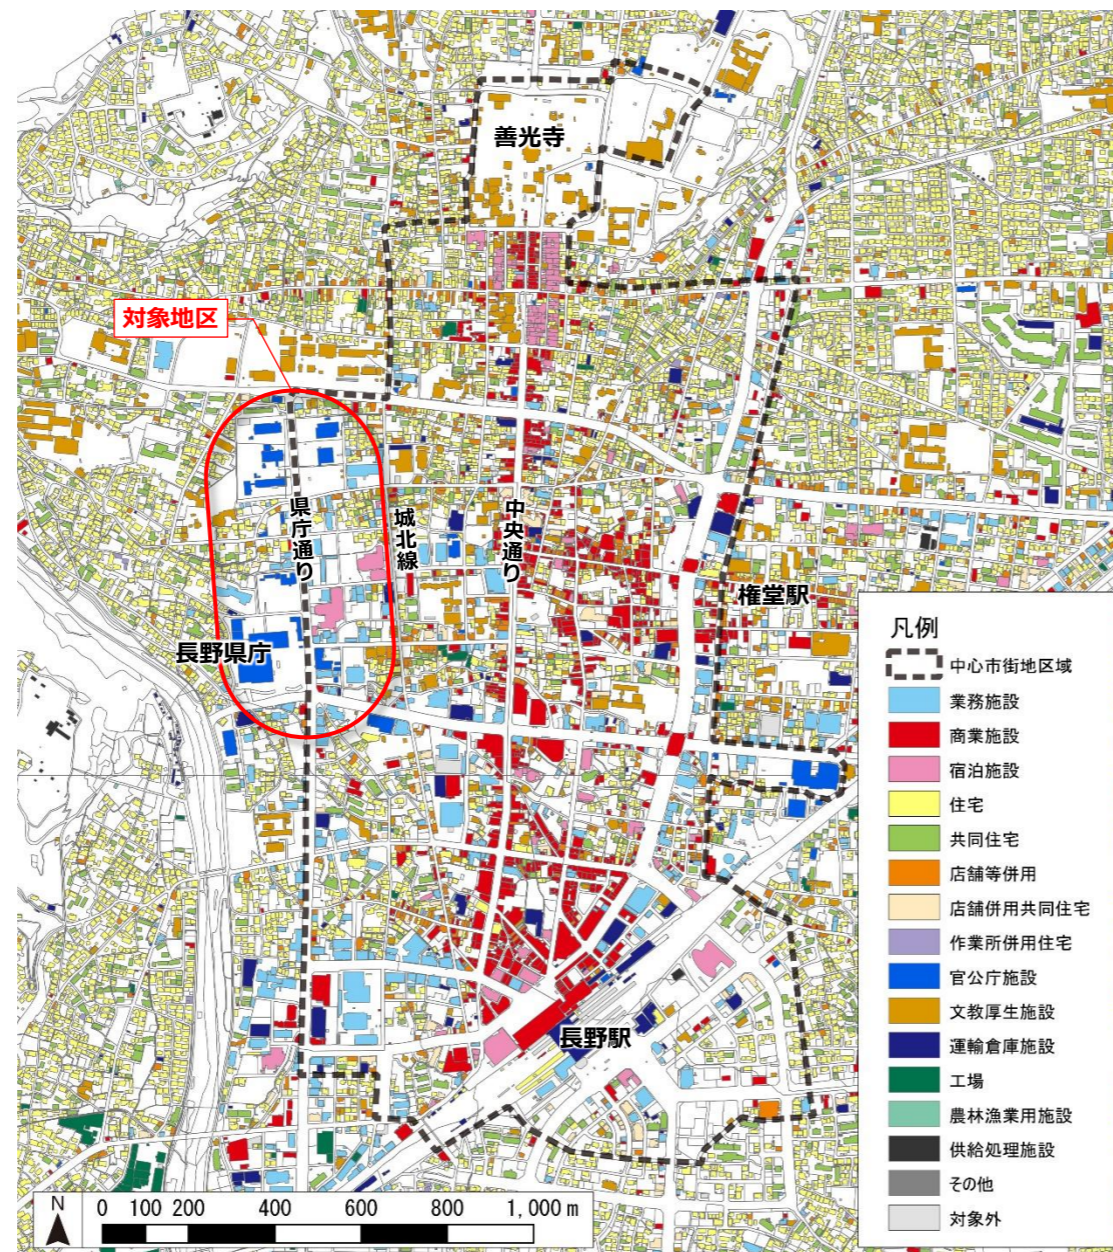 善光寺
対象地区
県庁通り
城北線
中央通り
権堂駅
長野県庁
長野駅
凡例
中心市街地区域
業務施設
商業施設
宿泊施設
住宅
共同住宅
店舗等併用
店舗併用共同住宅
作業所併用住宅
官公庁施設
文教厚生施設
運輸倉庫施設
工場
農林漁業用施設
供給処理施設
その他
対象外
N
0 100 200 400 600 800 1,000 m